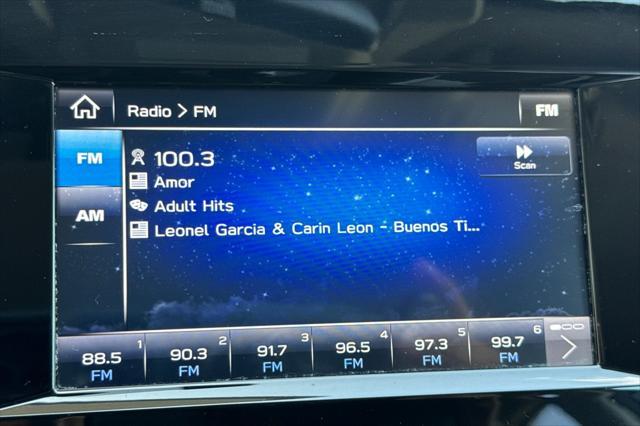 Radio > FM
FM
FM
AM
100.3
Amor
Adult Hits
Leonel Garcia & Carin Leon - Buenos Ti...
Scan
1 2 3 4 5 6
88.5 90.3 91.7 96.5 97.3 99.7
FM FM FM FM FM FM